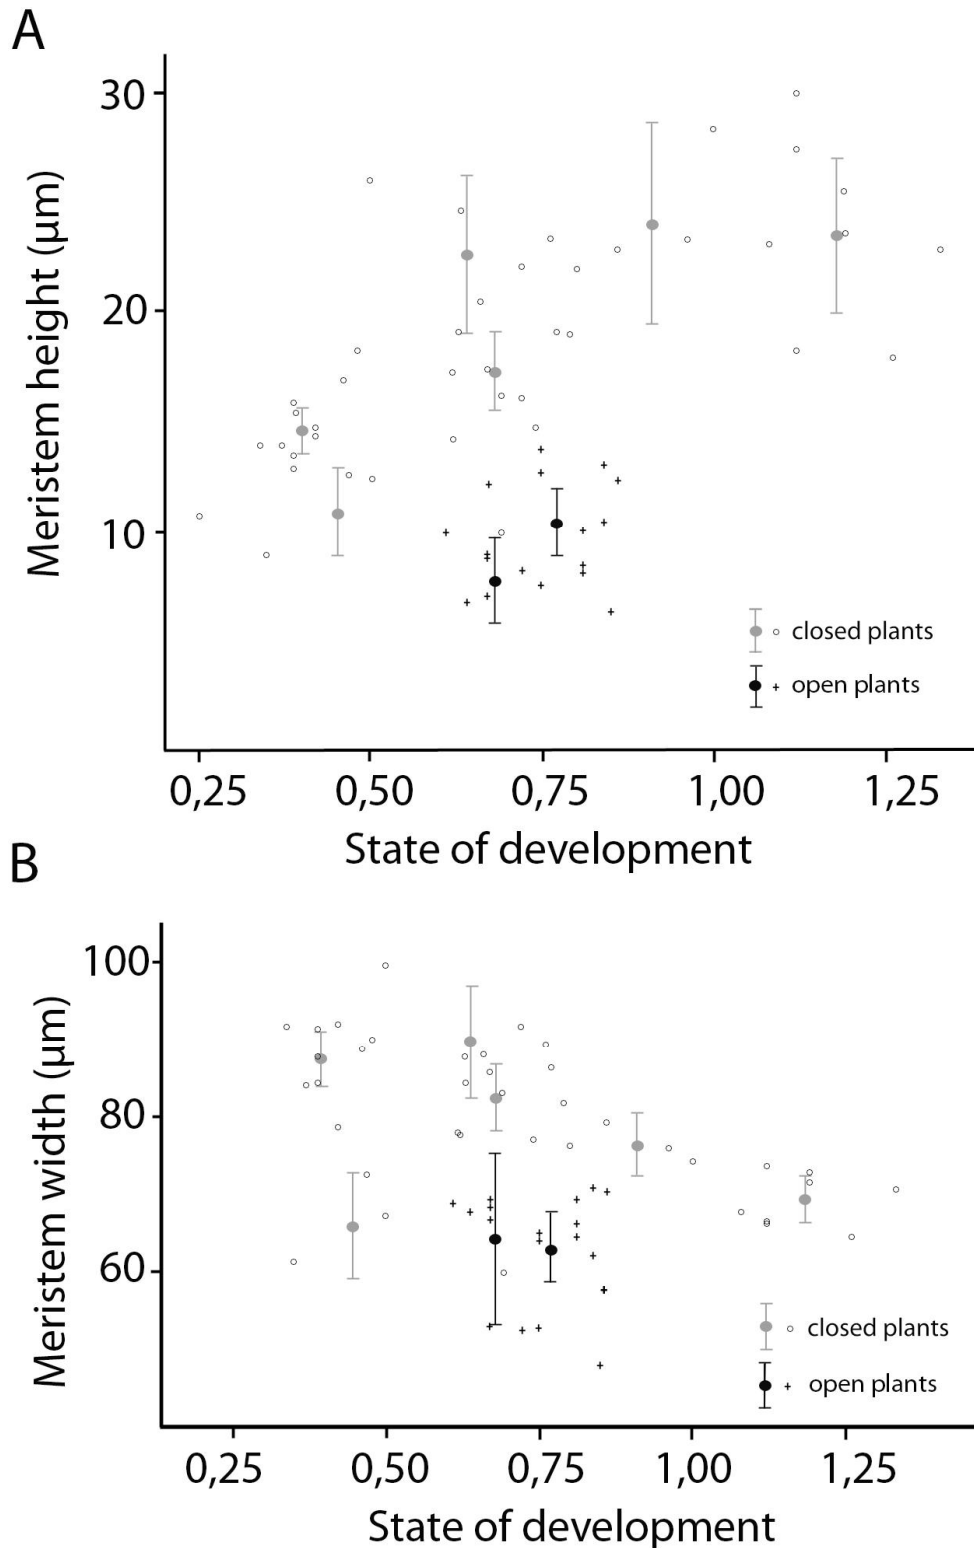 A
Meristem height (µm)
30
20
10
closed plants
open plants
0,25 0,50 0,75 1,00 1,25
State of development
B
Meristem width (µm)
100
80
60
closed plants
open plants
0,25 0,50 0,75 1,00 1,25
State of development